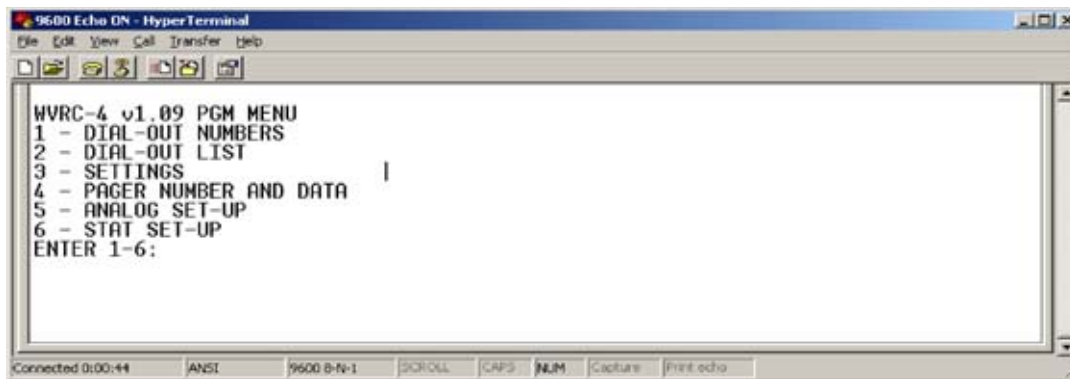 9600 Echo ON - HyperTerminal
File Edit View Call Transfer Help
WVRC-4 v1.09 PGM MENU
1 - DIAL-OUT NUMBERS
2 - DIAL-OUT LIST
3 - SETTINGS
4 - PAGER NUMBER AND DATA
5 - ANALOG SET-UP
6 - STAT SET-UP
ENTER 1-6:
Connected 0:00:44 ANSI 9600 8-N-1 SCROLL CAPS NUM Capture Print echo